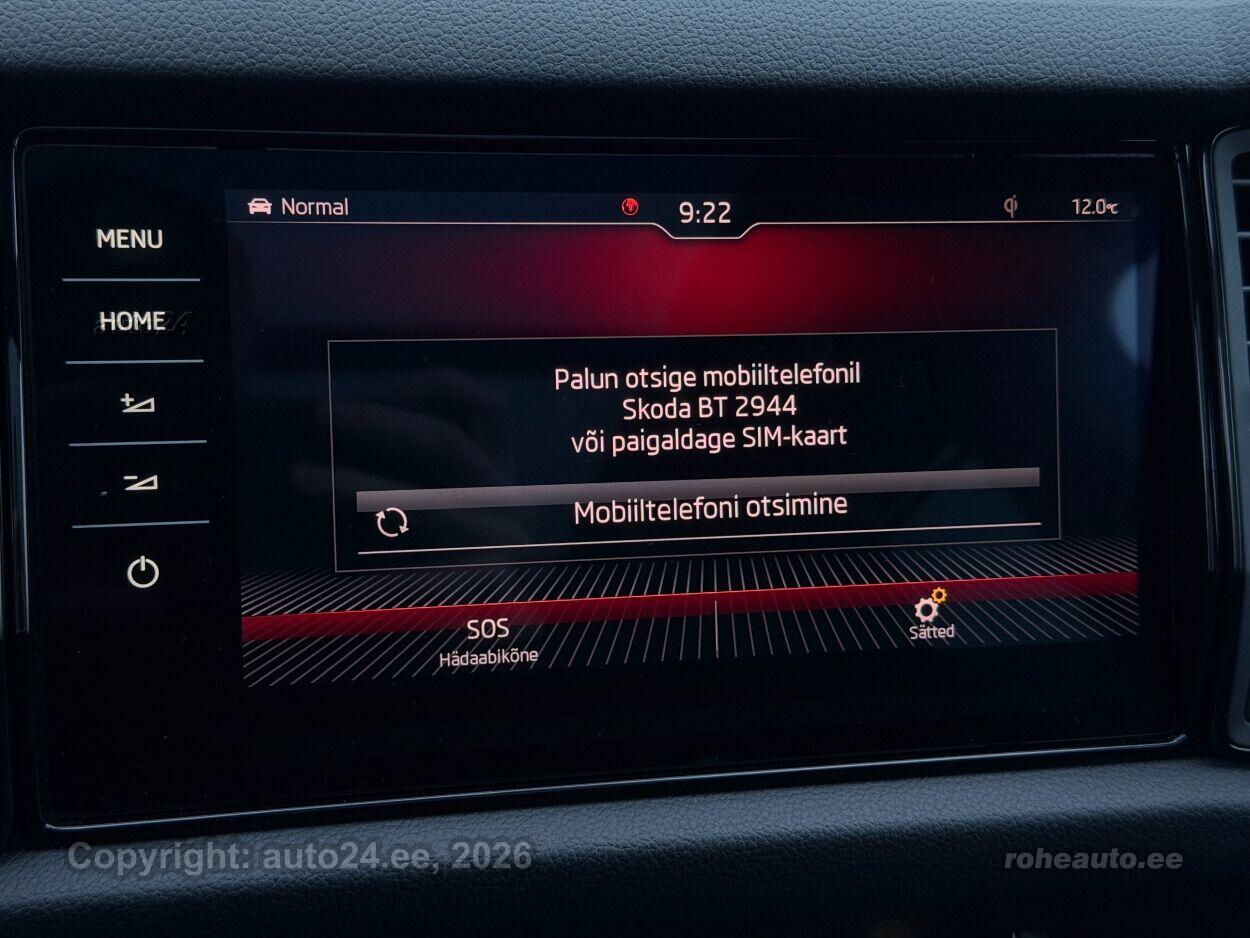 Normal
9:22
12.0°C
MENU
HOME
Palun otsige mobiiltelefonil
Skoda BT 2944
või paigaldage SIM-kaart
Mobiiltelefoni otsimine
SOS
Hädaabikõne
Sätted
Copyright: auto24.ee, 2026
roheauto.ee